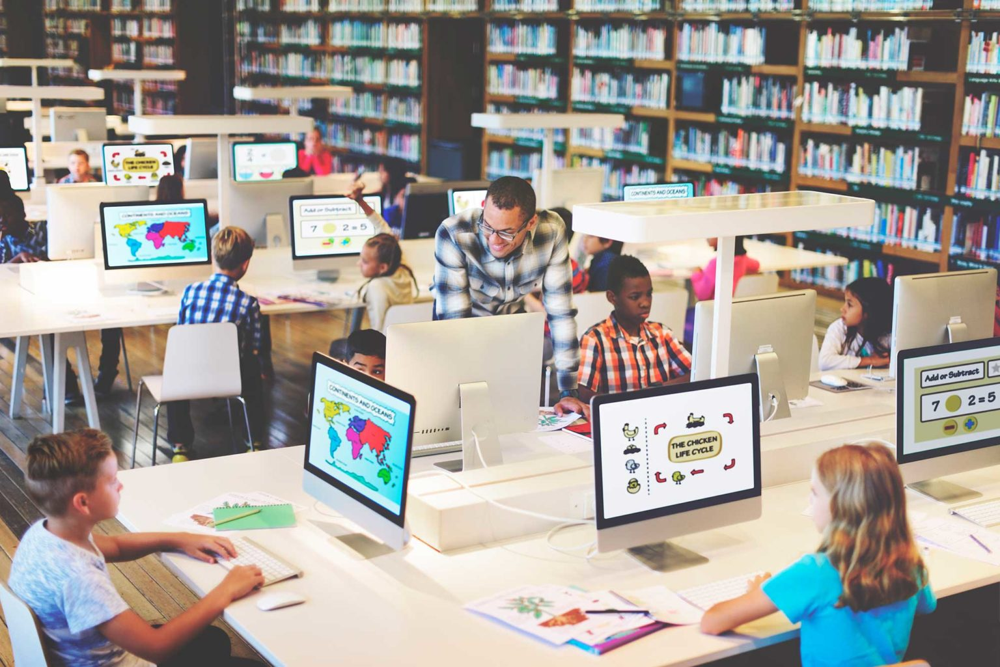 THE CHICKEN
LIFE CYCLE
CONTINENTS AND OCEANS
CONTINENTS AND OCEANS
Add or Subtract
7 2=5
CONTINENTS AND OCEANS
Add or Subtract
7 2=5
THE CHICKEN
LIFE CYCLE